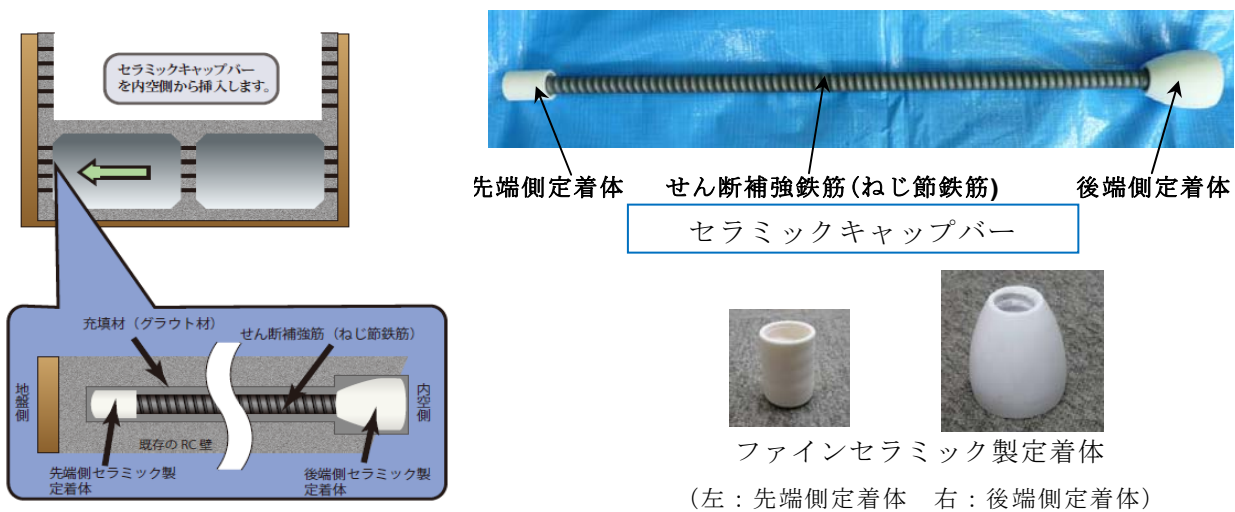 セラミックキャップバー
を内空側から挿入します。
先端側定着体
せん断補強鉄筋(ねじ節鉄筋)
後端側定着体
セラミックキャップバー
充填材（グラウト材）
せん断補強筋（ねじ節鉄筋）
地盤側
内空側
既存の RC 壁
先端側セラミック製
定着体
後端側セラミック製
定着体
ファインセラミック製定着体
（左：先端側定着体　右：後端側定着体）